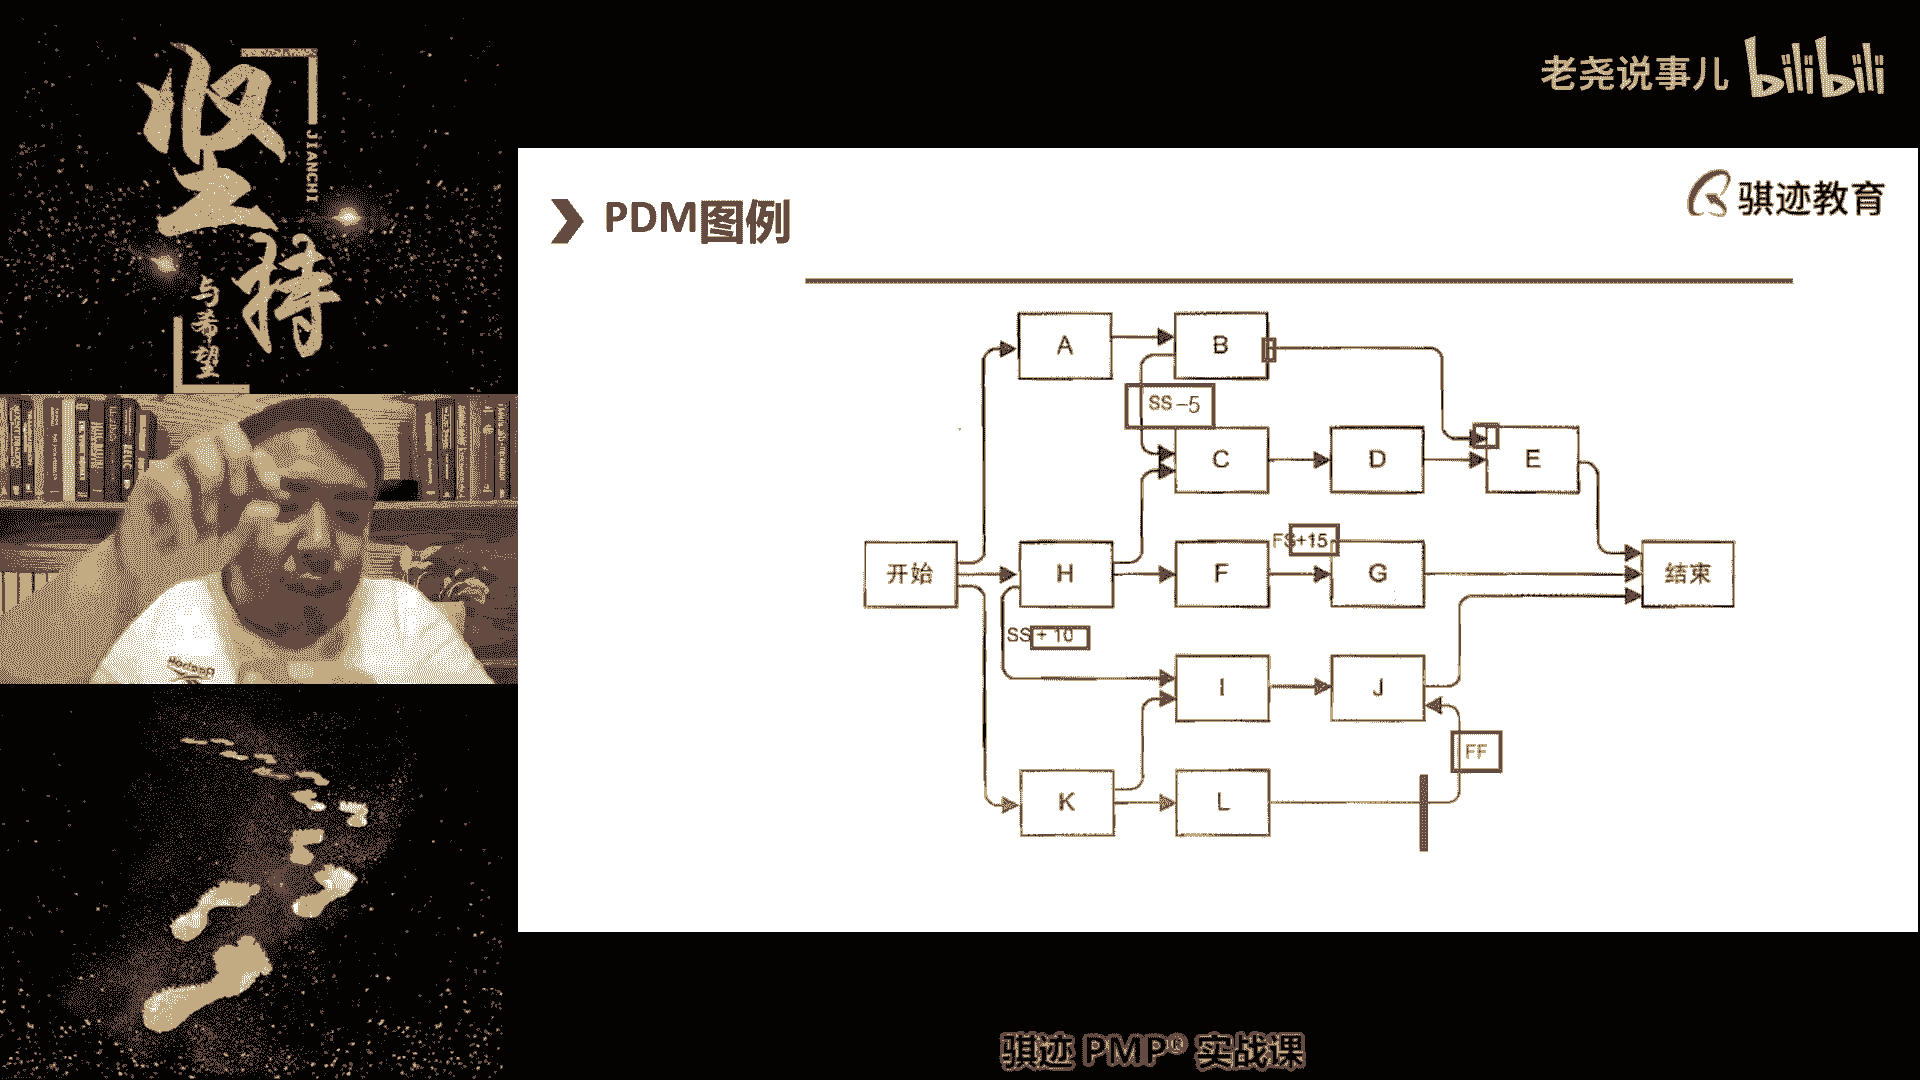 坚持
JIANCHI
与希望
老尧说事儿 bilibili
骐迹教育
PDM图例
A
B
SS -5
C
D
E
FS+15
开始
H
F
G
结束
SS + 10
I
J
FF
K
L
骐迹 PMP® 实战课